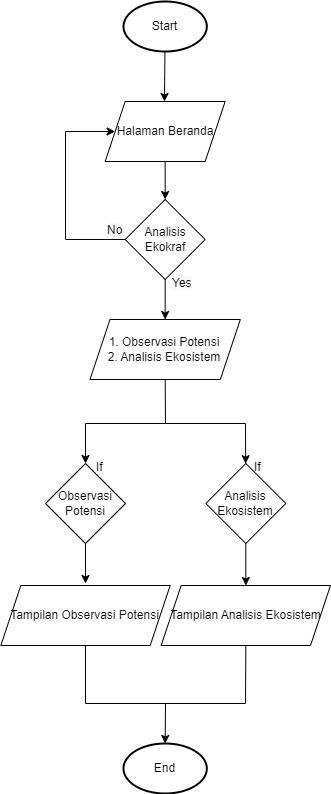 Start
Halaman Beranda
No
Analisis
Ekokraf
Yes
1. Observasi Potensi
2. Analisis Ekosistem
If
If
Observasi
Potensi
Analisis
Ekosistem
Tampilan Observasi Potensi
Tampilan Analisis Ekosistem
End